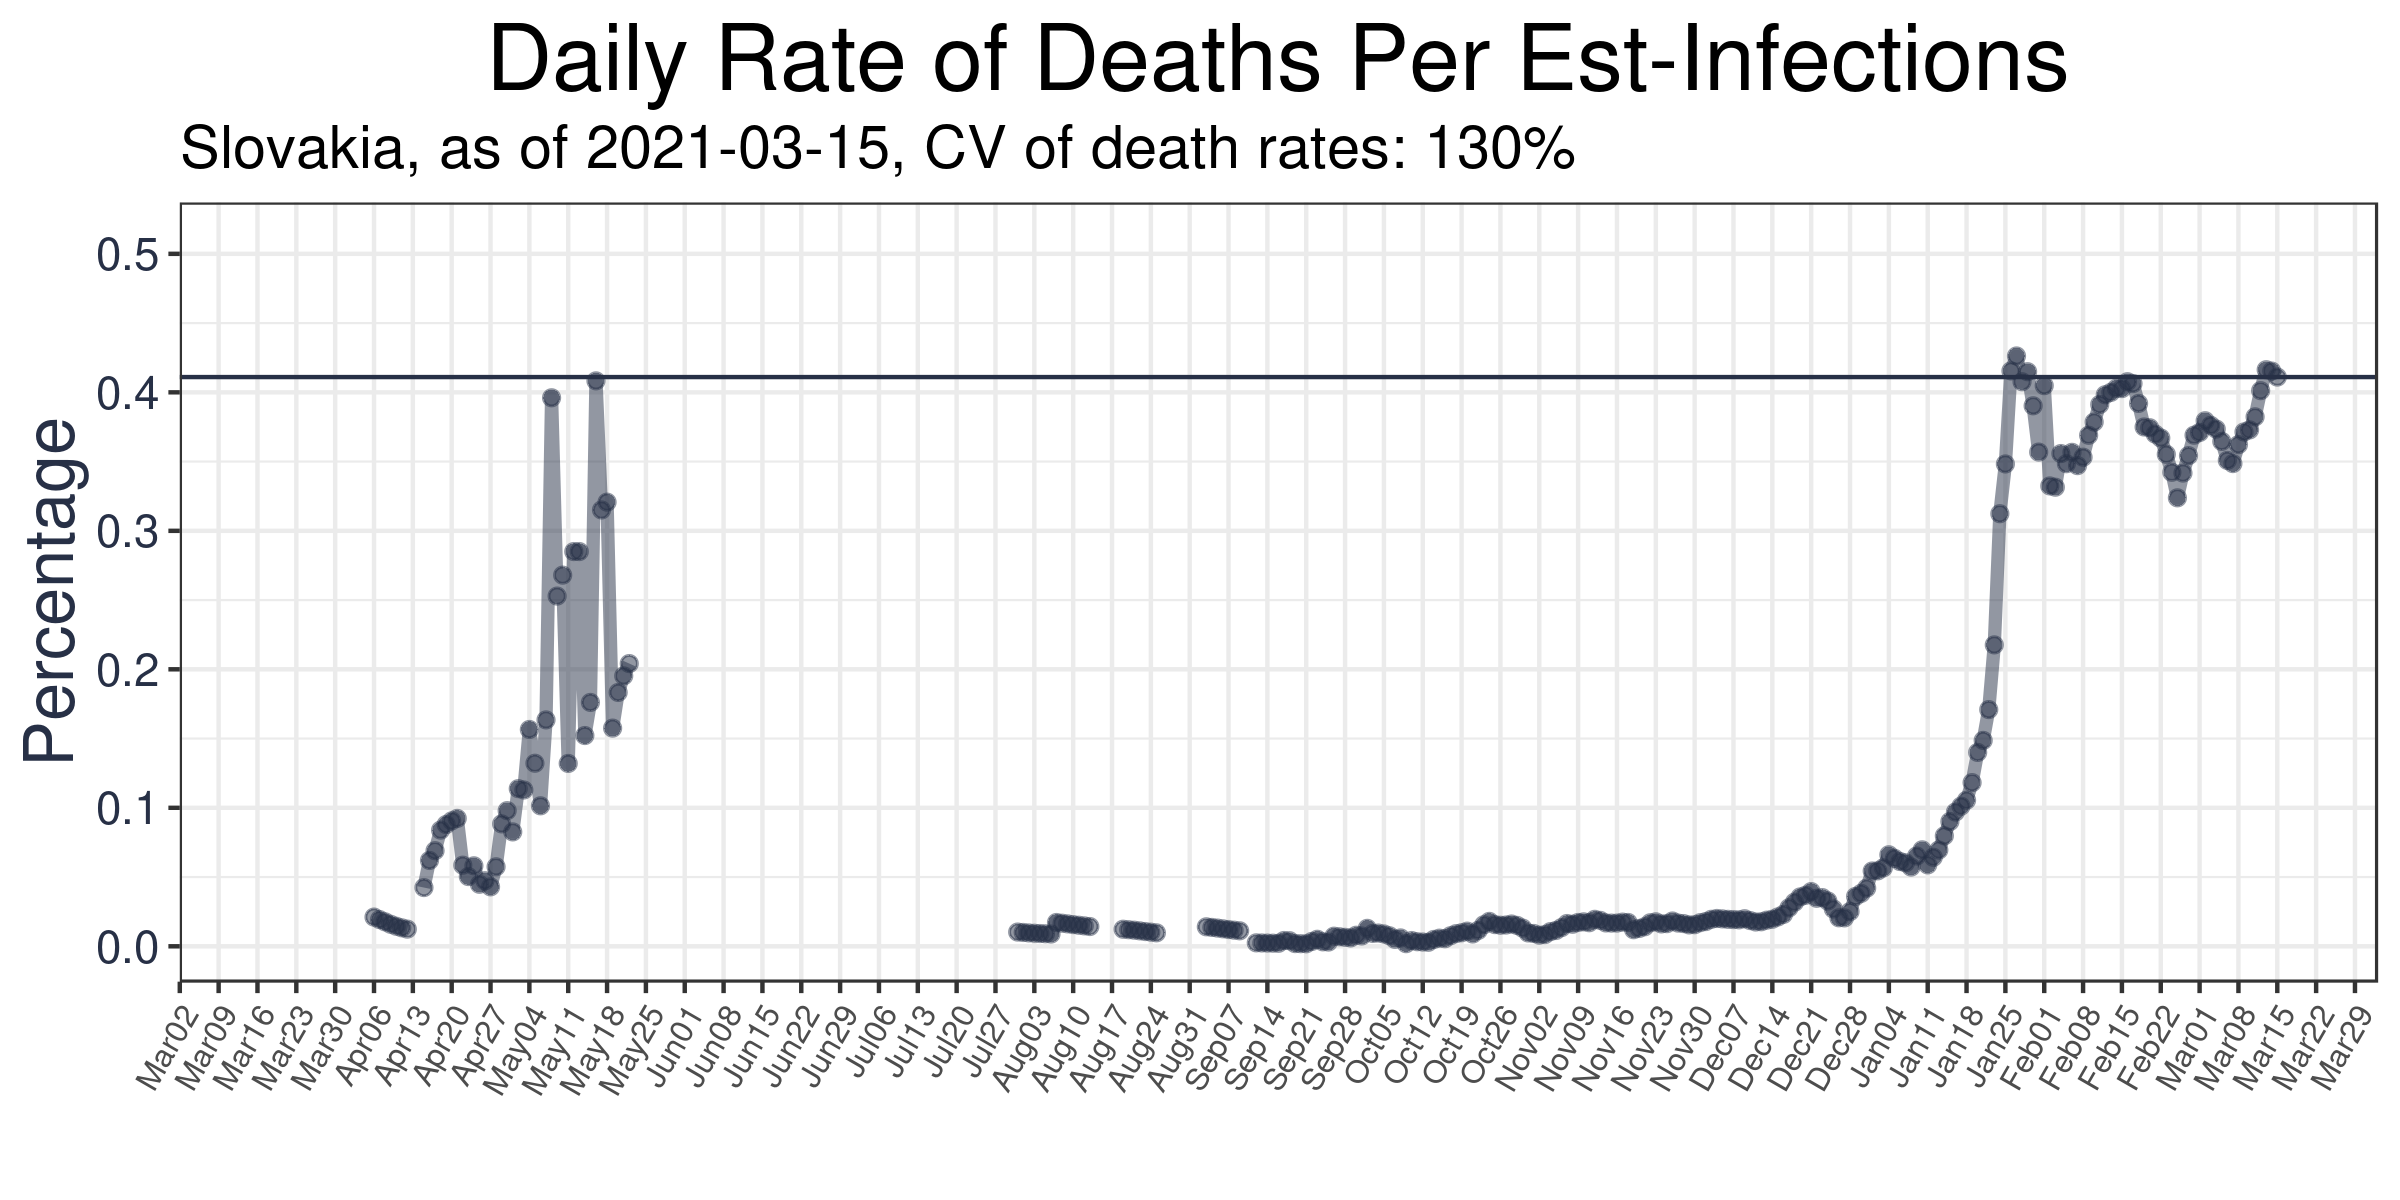 Daily Rate of Deaths Per Est-Infections
Slovakia, as of 2021-03-15, CV of death rates: 130%
Percentage
0.5
0.4
0.3
0.2
0.1
0.0
Mar02
Mar09
Mar16
Mar23
Mar30
Apr06
Apr13
Apr20
Apr27
May04
May11
May18
May25
Jun01
Jun08
Jun15
Jun22
Jun29
Jul06
Jul13
Jul20
Jul27
Aug03
Aug10
Aug17
Aug24
Aug31
Sep07
Sep14
Sep21
Sep28
Oct05
Oct12
Oct19
Oct26
Nov02
Nov09
Nov16
Nov23
Nov30
Dec07
Dec14
Dec21
Dec28
Jan04
Jan11
Jan18
Jan25
Feb01
Feb08
Feb15
Feb22
Mar01
Mar08
Mar15
Mar22
Mar29